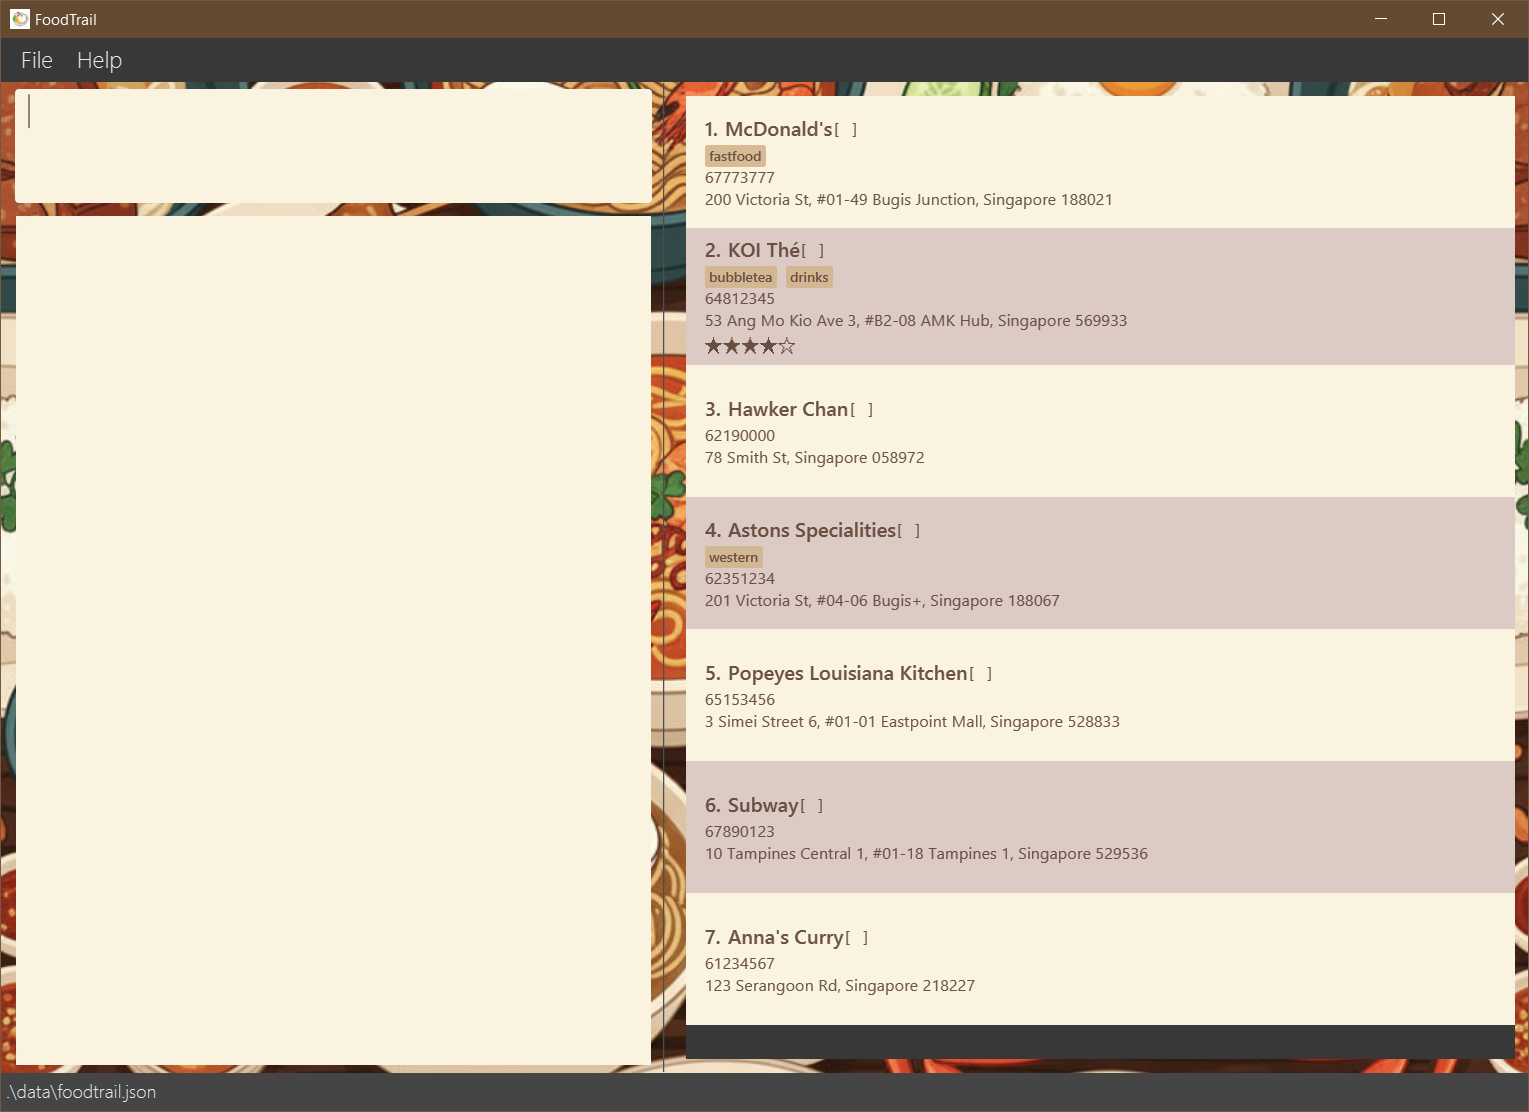 FoodTrail
File Help
1. McDonald's[ ]
fastfood
67773777
200 Victoria St, #01-49 Bugis Junction, Singapore 188021
2. KOI Thé[ ]
bubbletea drinks
64812345
53 Ang Mo Kio Ave 3, #B2-08 AMK Hub, Singapore 569933
★★★★☆
3. Hawker Chan[ ]
62190000
78 Smith St, Singapore 058972
4. Astons Specialities[ ]
western
62351234
201 Victoria St, #04-06 Bugis+, Singapore 188067
5. Popeyes Louisiana Kitchen[ ]
65153456
3 Simei Street 6, #01-01 Eastpoint Mall, Singapore 528833
6. Subway[ ]
67890123
10 Tampines Central 1, #01-18 Tampines 1, Singapore 529536
7. Anna's Curry[ ]
61234567
123 Serangoon Rd, Singapore 218227
.\data\foodtrail.json